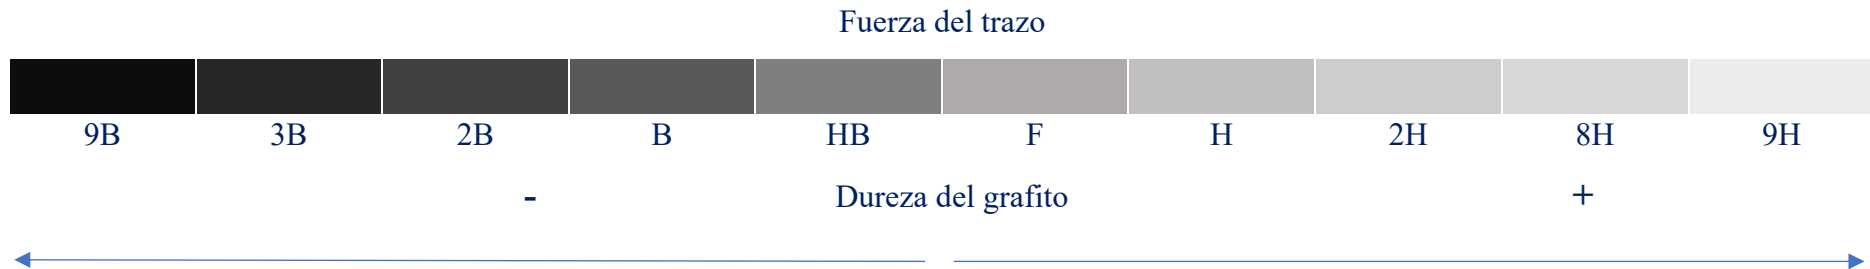 Fuerza del trazo
9B 3B 2B B HB F H 2H 8H 9H
- Dureza del grafito +